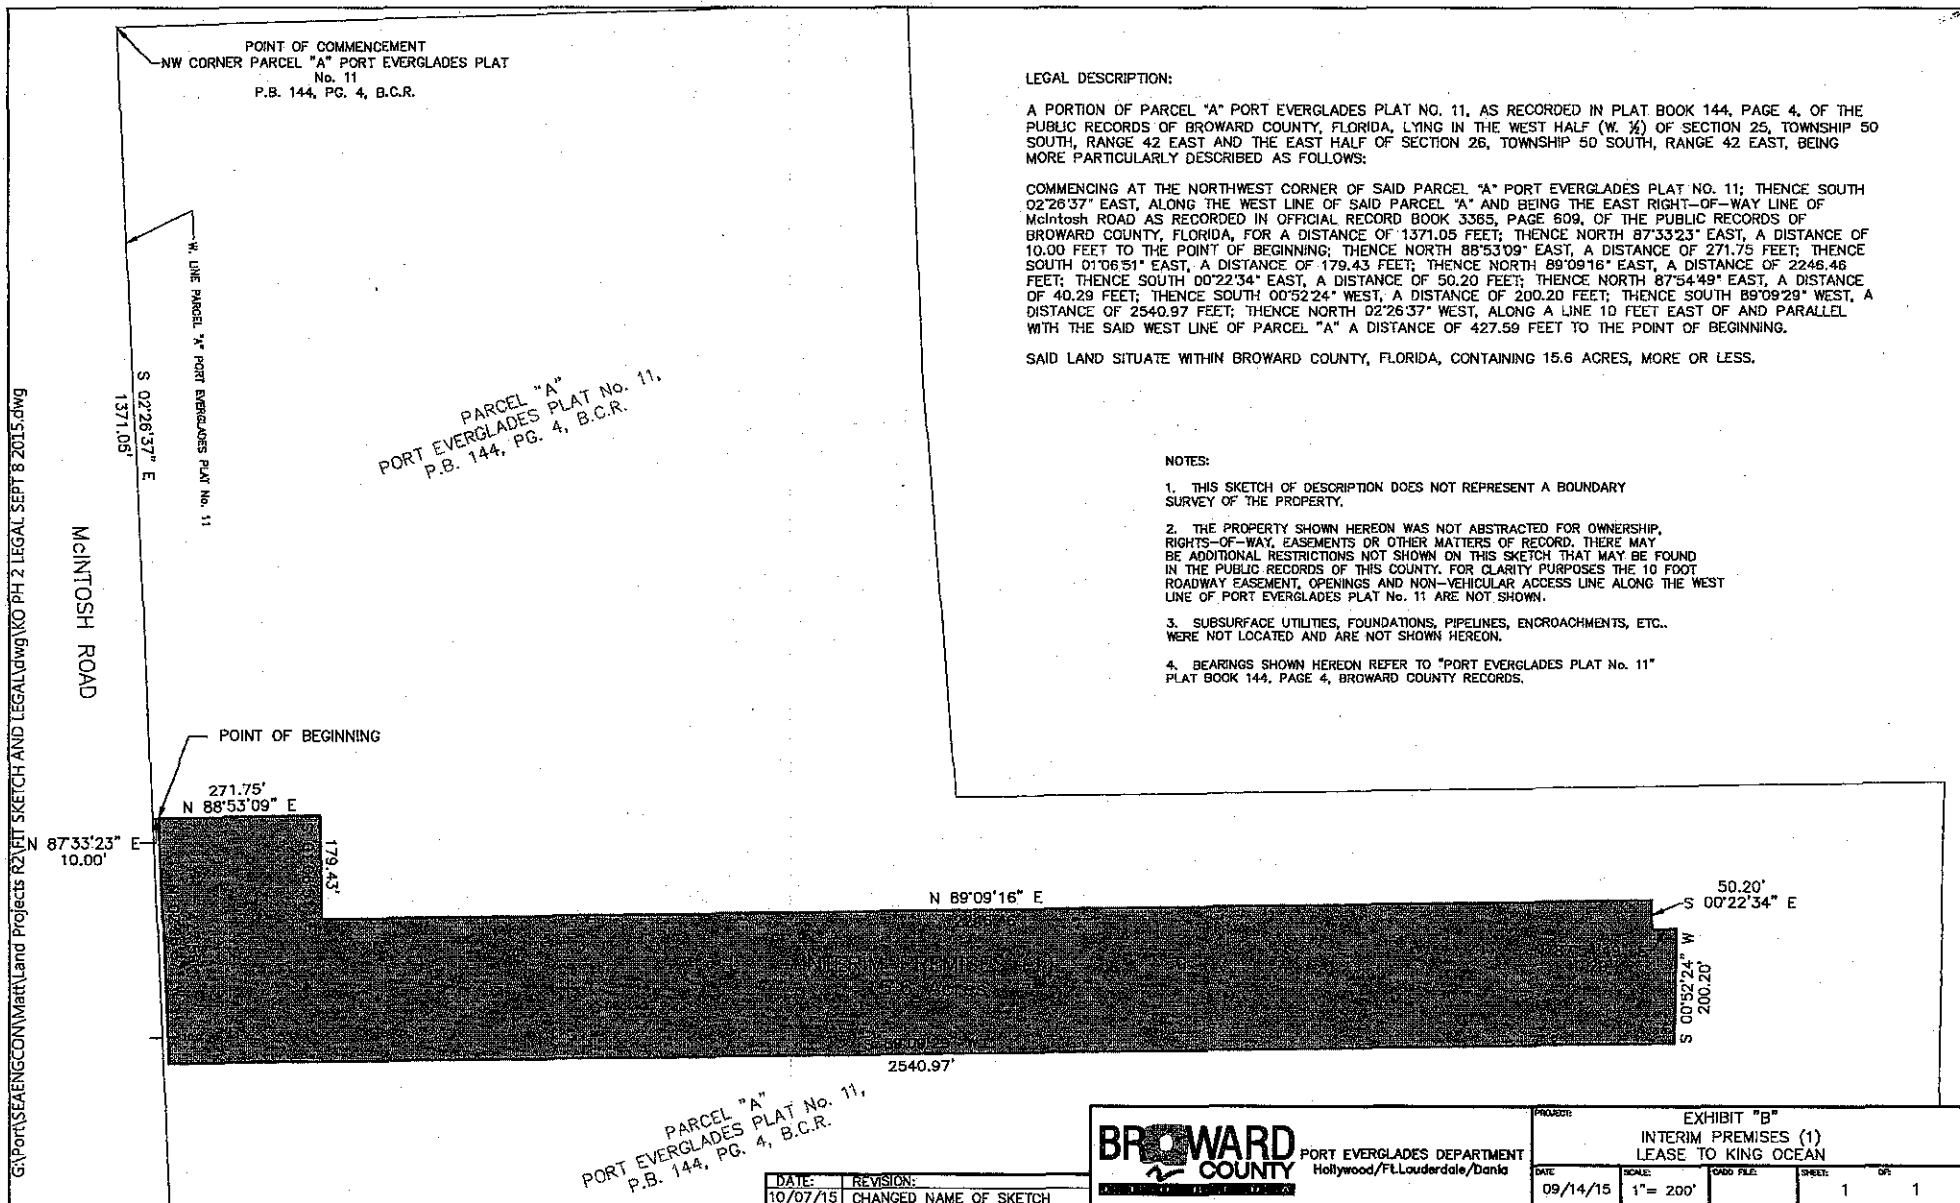 POINT OF COMMENCEMENT
NW CORNER PARCEL "A" PORT EVERGLADES PLAT
No. 11
P.B. 144, PG. 4, B.C.R.
W. LINE PARCEL "A" PORT EVERGLADES PLAT No. 11
S 02°26'37" E
1371.05'
McINTOSH ROAD
PARCEL "A"
PORT EVERGLADES PLAT No. 11,
P.B. 144, PG. 4, B.C.R.
LEGAL DESCRIPTION:
A PORTION OF PARCEL "A" PORT EVERGLADES PLAT NO. 11, AS RECORDED IN PLAT BOOK 144, PAGE 4, OF THE
PUBLIC RECORDS OF BROWARD COUNTY, FLORIDA, LYING IN THE WEST HALF (W. ½) OF SECTION 25, TOWNSHIP 50
SOUTH, RANGE 42 EAST AND THE EAST HALF OF SECTION 26, TOWNSHIP 50 SOUTH, RANGE 42 EAST, BEING
MORE PARTICULARLY DESCRIBED AS FOLLOWS:
COMMENCING AT THE NORTHWEST CORNER OF SAID PARCEL "A" PORT EVERGLADES PLAT NO. 11; THENCE SOUTH
02°26'37" EAST, ALONG THE WEST LINE OF SAID PARCEL "A" AND BEING THE EAST RIGHT-OF-WAY LINE OF
McIntosh ROAD AS RECORDED IN OFFICIAL RECORD BOOK 3365, PAGE 609, OF THE PUBLIC RECORDS OF
BROWARD COUNTY, FLORIDA, FOR A DISTANCE OF 1371.05 FEET; THENCE NORTH 87°33'23" EAST, A DISTANCE OF
10.00 FEET TO THE POINT OF BEGINNING; THENCE NORTH 88°53'09" EAST, A DISTANCE OF 271.75 FEET; THENCE
SOUTH 01°06'51" EAST, A DISTANCE OF 179.43 FEET; THENCE NORTH 89°09'16" EAST, A DISTANCE OF 2246.46
FEET; THENCE SOUTH 00°22'34" EAST, A DISTANCE OF 50.20 FEET; THENCE NORTH 87°54'49" EAST, A DISTANCE
OF 40.29 FEET; THENCE SOUTH 00°52'24" WEST, A DISTANCE OF 200.20 FEET; THENCE SOUTH 89°09'29" WEST, A
DISTANCE OF 2540.97 FEET; THENCE NORTH 02°26'37" WEST, ALONG A LINE 10 FEET EAST OF AND PARALLEL
WITH THE SAID WEST LINE OF PARCEL "A" A DISTANCE OF 427.59 FEET TO THE POINT OF BEGINNING.
SAID LAND SITUATE WITHIN BROWARD COUNTY, FLORIDA, CONTAINING 15.6 ACRES, MORE OR LESS.
NOTES:
1. THIS SKETCH OF DESCRIPTION DOES NOT REPRESENT A BOUNDARY
SURVEY OF THE PROPERTY.
2. THE PROPERTY SHOWN HEREON WAS NOT ABSTRACTED FOR OWNERSHIP,
RIGHTS-OF-WAY, EASEMENTS OR OTHER MATTERS OF RECORD. THERE MAY
BE ADDITIONAL RESTRICTIONS NOT SHOWN ON THIS SKETCH THAT MAY BE FOUND
IN THE PUBLIC RECORDS OF THIS COUNTY. FOR CLARITY PURPOSES THE 10 FOOT
ROADWAY EASEMENT, OPENINGS AND NON-VEHICULAR ACCESS LINE ALONG THE WEST
LINE OF PORT EVERGLADES PLAT No. 11 ARE NOT SHOWN.
3. SUBSURFACE UTILITIES, FOUNDATIONS, PIPELINES, ENCROACHMENTS, ETC..
WERE NOT LOCATED AND ARE NOT SHOWN HEREON.
4. BEARINGS SHOWN HEREON REFER TO "PORT EVERGLADES PLAT No. 11"
PLAT BOOK 144, PAGE 4, BROWARD COUNTY RECORDS.
POINT OF BEGINNING
271.75'
N 88°53'09" E
N 87°33'23" E
10.00'
179.43'
N 89°09'16" E
50.20'
S 00°22'34" E
S 00°52'24" W
200.20'
2540.97'
PARCEL "A"
PORT EVERGLADES PLAT No. 11,
P.B. 144, PG. 4, B.C.R.
G:\Port\SEAENGCON\Matt\Land Projects R2\FIT SKETCH AND LEGAL\dwg\KO PH 2 LEGAL SEPT 8 2015.dwg
DATE: REVISION:
10/07/15 CHANGED NAME OF SKETCH
BROWARD
COUNTY
PORT EVERGLADES DEPARTMENT
Hollywood/Ft.Lauderdale/Dania
PROJECT:
EXHIBIT "B"
INTERIM PREMISES (1)
LEASE TO KING OCEAN
DATE SCALE: CADD FILE: SHEET: OF:
09/14/15 1"= 200' 1 1